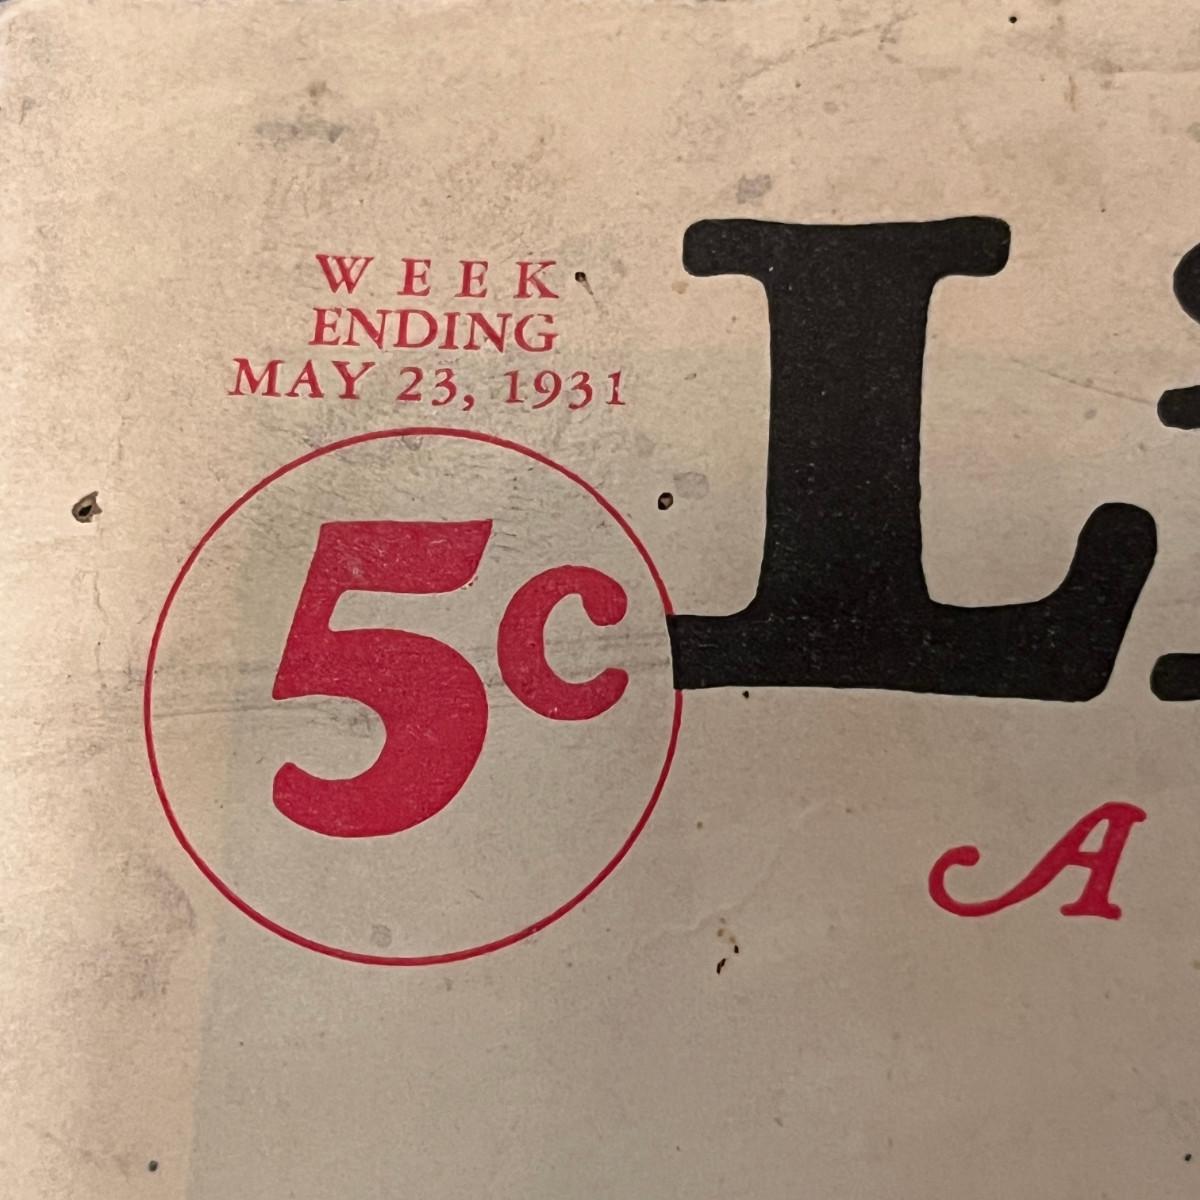 WEEK
ENDING
MAY 23, 1931
5c
L
A